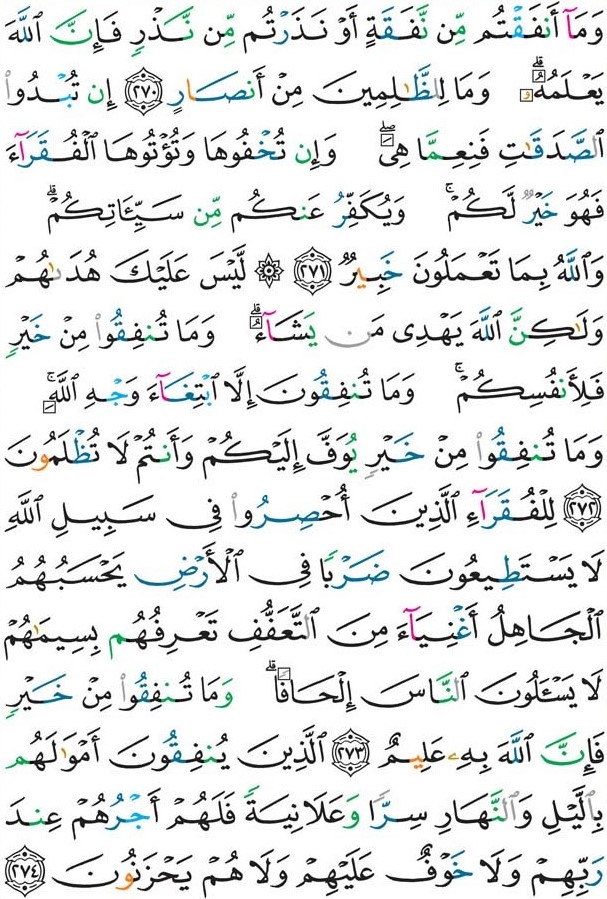 وَمَآ أَنفَقْتُم مِّن نَّفَقَةٍ أَوْ نَذَرْتُم مِّن نَّذْرٍ فَإِنَّ ٱللَّهَ
يَعْلَمُهُۥ ۗ وَمَا لِلظَّٰلِمِينَ مِنْ أَنصَارٍ ﴿٢٧٠﴾ إِن تُبْدُوا۟
ٱلصَّدَقَٰتِ فَنِعِمَّا هِىَ ۖ وَإِن تُخْفُوهَا وَتُؤْتُوهَا ٱلْفُقَرَآءَ
فَهُوَ خَيْرٌ لَّكُمْ ۚ وَيُكَفِّرُ عَنكُم مِّن سَيِّـَٔاتِكُمْ ۗ
وَٱللَّهُ بِمَا تَعْمَلُونَ خَبِيرٌ ﴿٢٧١﴾ ۞ لَّيْسَ عَلَيْكَ هُدَىٰهُمْ
وَلَٰكِنَّ ٱللَّهَ يَهْدِى مَن يَشَآءُ ۗ وَمَا تُنفِقُوا۟ مِنْ خَيْرٍ
فَلِأَنفُسِكُمْ ۚ وَمَا تُنفِقُونَ إِلَّا ٱبْتِغَآءَ وَجْهِ ٱللَّهِ ۚ
وَمَا تُنفِقُوا۟ مِنْ خَيْرٍ يُوَفَّ إِلَيْكُمْ وَأَنتُمْ لَا تُظْلَمُونَ
﴿٢٧٢﴾ لِلْفُقَرَآءِ ٱلَّذِينَ أُحْصِرُوا۟ فِى سَبِيلِ ٱللَّهِ
لَا يَسْتَطِيعُونَ ضَرْبًا فِى ٱلْأَرْضِ يَحْسَبُهُمُ
ٱلْجَاهِلُ أَغْنِيَآءَ مِنَ ٱلتَّعَفُّفِ تَعْرِفُهُم بِسِيمَٰهُمْ
لَا يَسْـَٔلُونَ ٱلنَّاسَ إِلْحَافًا ۗ وَمَا تُنفِقُوا۟ مِنْ خَيْرٍ
فَإِنَّ ٱللَّهَ بِهِۦ عَلِيمٌ ﴿٢٧٣﴾ ٱلَّذِينَ يُنفِقُونَ أَمْوَٰلَهُم
بِٱلَّيْلِ وَٱلنَّهَارِ سِرًّا وَعَلَانِيَةً فَلَهُمْ أَجْرُهُمْ عِندَ
رَبِّهِمْ وَلَا خَوْفٌ عَلَيْهِمْ وَلَا هُمْ يَحْزَنُونَ ﴿٢٧٤﴾